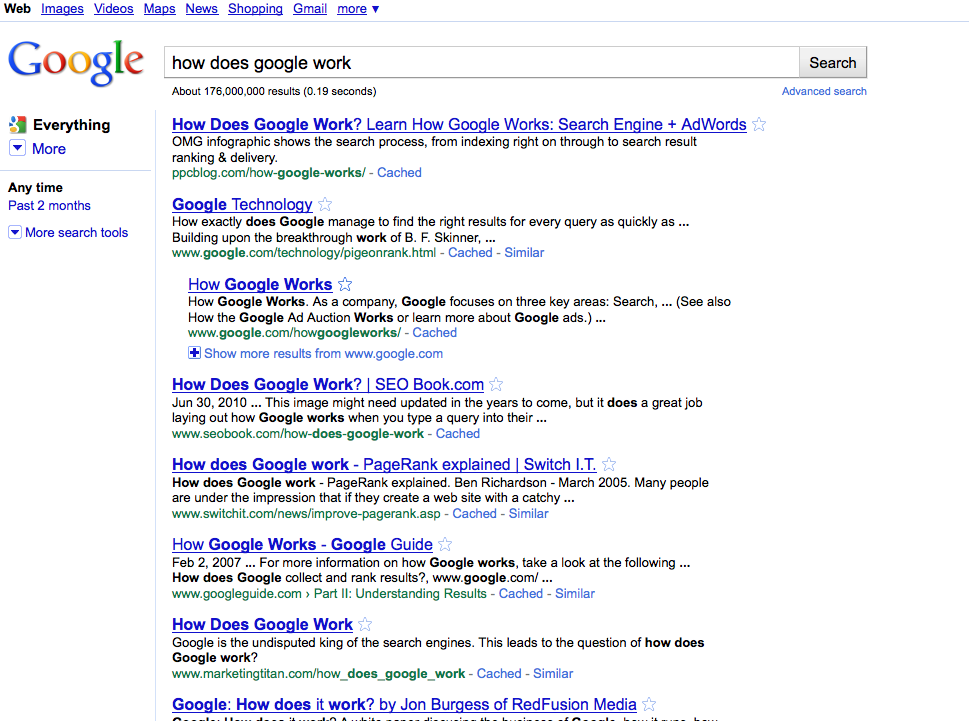 Web Images Videos Maps News Shopping Gmail more ▼
Google
how does google work
Search
About 176,000,000 results (0.19 seconds)
Advanced search
Everything
More
Any time
Past 2 months
More search tools
How Does Google Work? Learn How Google Works: Search Engine + AdWords
OMG infographic shows the search process, from indexing right on through to search result
ranking & delivery.
ppcblog.com/how-google-works/ - Cached
Google Technology
How exactly does Google manage to find the right results for every query as quickly as ...
Building upon the breakthrough work of B. F. Skinner, ...
www.google.com/technology/pigeonrank.html - Cached - Similar
How Google Works
How Google Works. As a company, Google focuses on three key areas: Search, ... (See also
How the Google Ad Auction Works or learn more about Google ads.) ...
www.google.com/howgoogleworks/ - Cached
Show more results from www.google.com
How Does Google Work? | SEO Book.com
Jun 30, 2010 ... This image might need updated in the years to come, but it does a great job
laying out how Google works when you type a query into their ...
www.seobook.com/how-does-google-work - Cached
How does Google work - PageRank explained | Switch I.T.
How does Google work - PageRank explained. Ben Richardson - March 2005. Many people
are under the impression that if they create a web site with a catchy ...
www.switchit.com/news/improve-pagerank.asp - Cached - Similar
How Google Works - Google Guide
Feb 2, 2007 ... For more information on how Google works, take a look at the following ...
How does Google collect and rank results?, www.google.com/ ...
www.googleguide.com › Part II: Understanding Results - Cached - Similar
How Does Google Work
Google is the undisputed king of the search engines. This leads to the question of how does
Google work?
www.marketingtitan.com/how_does_google_work - Cached - Similar
Google: How does it work? by Jon Burgess of RedFusion Media